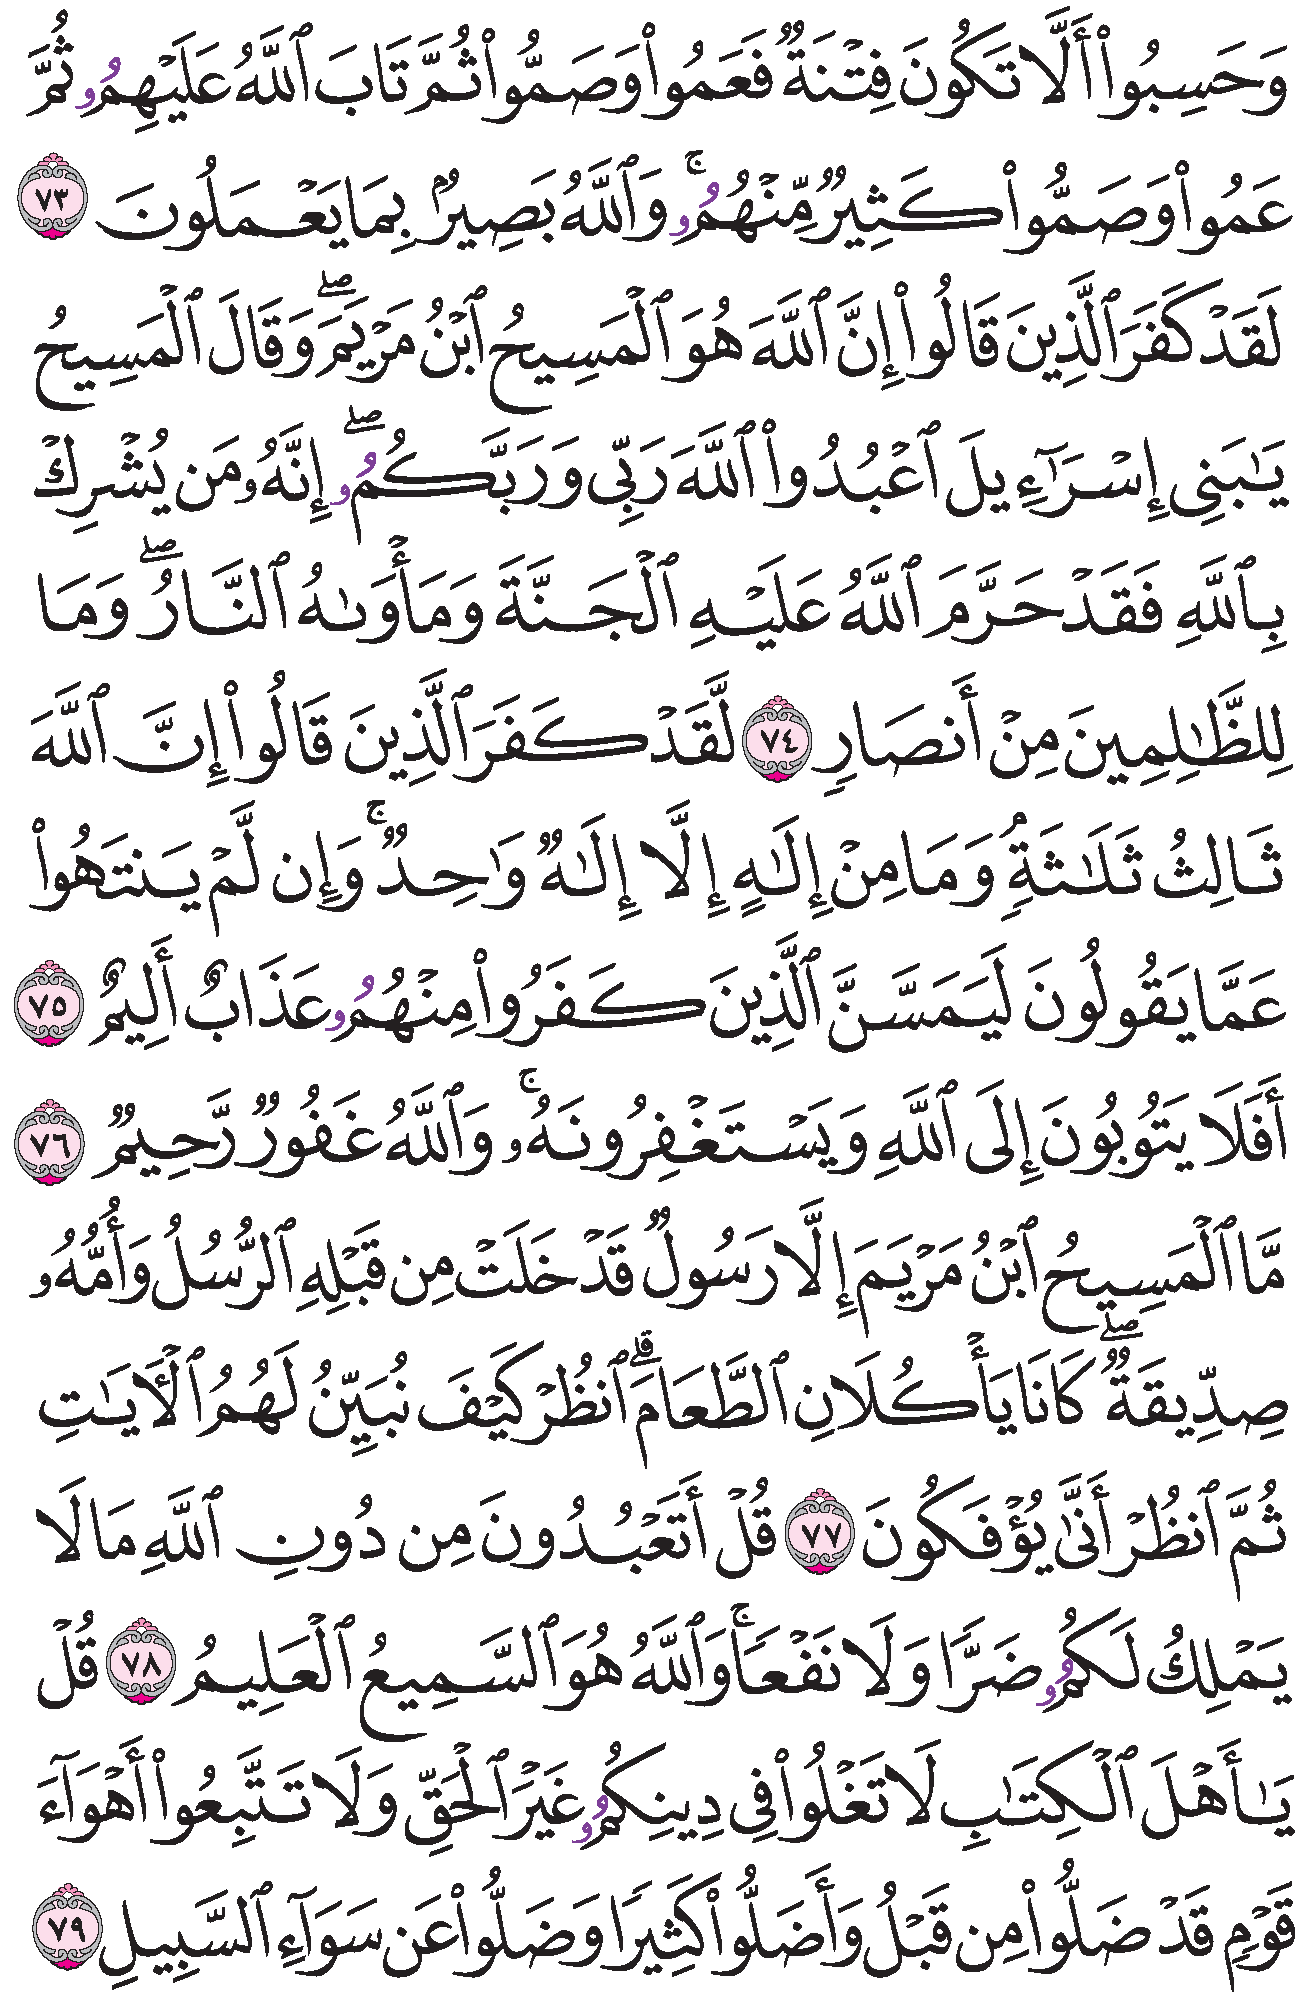 وَحَسِبُوٓا۟ أَلَّا تَكُونَ فِتْنَةٌ فَعَمُوا۟ وَصَمُّوا۟ ثُمَّ تَابَ ٱللَّهُ عَلَيْهِمُۥ ثُمَّ
عَمُوا۟ وَصَمُّوا۟ كَثِيرٌ مِّنْهُمُۥ ۚ وَٱللَّهُ بَصِيرٌۢ بِمَا يَعْمَلُونَ ٧٣
لَقَدْ كَفَرَ ٱلَّذِينَ قَالُوا۟ إِنَّ ٱللَّهَ هُوَ ٱلْمَسِيحُ ٱبْنُ مَرْيَمَ ۖ وَقَالَ ٱلْمَسِيحُ
يَـٰبَنِى إِسْرَٰٓءِيلَ ٱعْبُدُوا۟ ٱللَّهَ رَبِّى وَرَبَّكُمُۥ ۖ إِنَّهُۥ مَن يُشْرِكْ
بِٱللَّهِ فَقَدْ حَرَّمَ ٱللَّهُ عَلَيْهِ ٱلْجَنَّةَ وَمَأْوَىٰهُ ٱلنَّارُ ۖ وَمَا
لِلظَّـٰلِمِينَ مِنْ أَنصَارٍ ٧٤ لَّقَدْ كَفَرَ ٱلَّذِينَ قَالُوا۟ إِنَّ ٱللَّهَ
ثَالِثُ ثَلَـٰثَةٍۢ وَمَا مِنْ إِلَـٰهٍ إِلَّا إِلَـٰهٌ وَٰحِدٌ ۚ وَإِن لَّمْ يَنتَهُوا۟
عَمَّا يَقُولُونَ لَيَمَسَّنَّ ٱلَّذِينَ كَفَرُوا۟ مِنْهُمُۥ عَذَابٌ أَلِيمٌ ٧٥
أَفَلَا يَتُوبُونَ إِلَى ٱللَّهِ وَيَسْتَغْفِرُونَهُۥ ۚ وَٱللَّهُ غَفُورٌ رَّحِيمٌ ٧٦
مَّا ٱلْمَسِيحُ ٱبْنُ مَرْيَمَ إِلَّا رَسُولٌ قَدْ خَلَتْ مِن قَبْلِهِ ٱلرُّسُلُ وَأُمُّهُۥ
صِدِّيقَةٌ ۖ كَانَا يَأْكُلَانِ ٱلطَّعَامَ ۗ ٱنظُرْ كَيْفَ نُبَيِّنُ لَهُمُ ٱلْـَٔايَـٰتِ
ثُمَّ ٱنظُرْ أَنَّىٰ يُؤْفَكُونَ ٧٧ قُلْ أَتَعْبُدُونَ مِن دُونِ ٱللَّهِ مَا لَا
يَمْلِكُ لَكُمُۥ ضَرًّا وَلَا نَفْعًا ۚ وَٱللَّهُ هُوَ ٱلسَّمِيعُ ٱلْعَلِيمُ ٧٨ قُلْ
يَـٰأَهْلَ ٱلْكِتَـٰبِ لَا تَغْلُوا۟ فِى دِينِكُمُۥ غَيْرَ ٱلْحَقِّ وَلَا تَتَّبِعُوا۟ أَهْوَآءَ
قَوْمٍ قَدْ ضَلُّوا۟ مِن قَبْلُ وَأَضَلُّوا۟ كَثِيرًا وَضَلُّوا۟ عَن سَوَآءِ ٱلسَّبِيلِ ٧٩